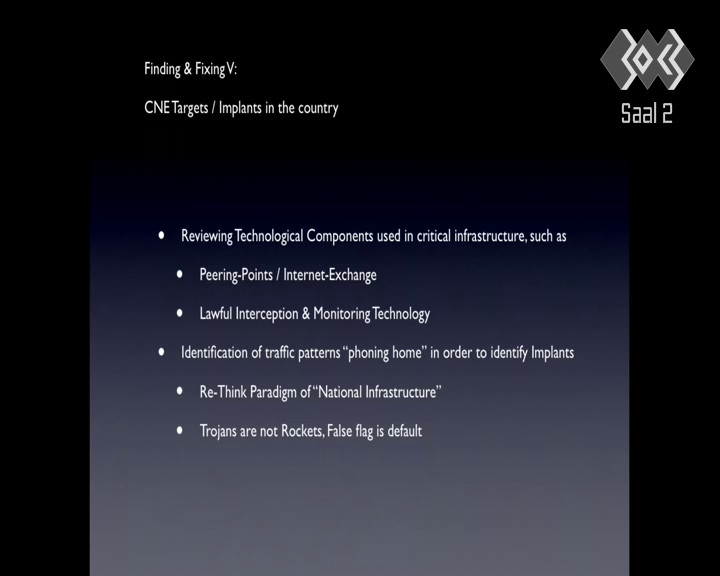 Finding & Fixing V:
CNE Targets / Implants in the country
Saal 2
• Reviewing Technological Components used in critical infrastructure, such as
• Peering-Points / Internet-Exchange
• Lawful Interception & Monitoring Technology
• Identification of traffic patterns “phoning home” in order to identify Implants
• Re-Think Paradigm of “National Infrastructure”
• Trojans are not Rockets, False flag is default